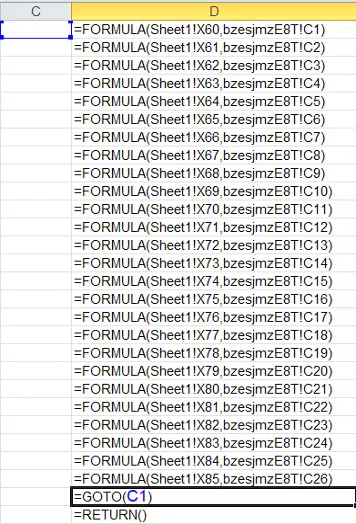 C D
=FORMULA(Sheet1!X60,bzesjmzE8T!C1)
=FORMULA(Sheet1!X61,bzesjmzE8T!C2)
=FORMULA(Sheet1!X62,bzesjmzE8T!C3)
=FORMULA(Sheet1!X63,bzesjmzE8T!C4)
=FORMULA(Sheet1!X64,bzesjmzE8T!C5)
=FORMULA(Sheet1!X65,bzesjmzE8T!C6)
=FORMULA(Sheet1!X66,bzesjmzE8T!C7)
=FORMULA(Sheet1!X67,bzesjmzE8T!C8)
=FORMULA(Sheet1!X68,bzesjmzE8T!C9)
=FORMULA(Sheet1!X69,bzesjmzE8T!C10)
=FORMULA(Sheet1!X70,bzesjmzE8T!C11)
=FORMULA(Sheet1!X71,bzesjmzE8T!C12)
=FORMULA(Sheet1!X72,bzesjmzE8T!C13)
=FORMULA(Sheet1!X73,bzesjmzE8T!C14)
=FORMULA(Sheet1!X74,bzesjmzE8T!C15)
=FORMULA(Sheet1!X75,bzesjmzE8T!C16)
=FORMULA(Sheet1!X76,bzesjmzE8T!C17)
=FORMULA(Sheet1!X77,bzesjmzE8T!C18)
=FORMULA(Sheet1!X78,bzesjmzE8T!C19)
=FORMULA(Sheet1!X79,bzesjmzE8T!C20)
=FORMULA(Sheet1!X80,bzesjmzE8T!C21)
=FORMULA(Sheet1!X81,bzesjmzE8T!C22)
=FORMULA(Sheet1!X82,bzesjmzE8T!C23)
=FORMULA(Sheet1!X83,bzesjmzE8T!C24)
=FORMULA(Sheet1!X84,bzesjmzE8T!C25)
=FORMULA(Sheet1!X85,bzesjmzE8T!C26)
=GOTO(C1)
=RETURN()